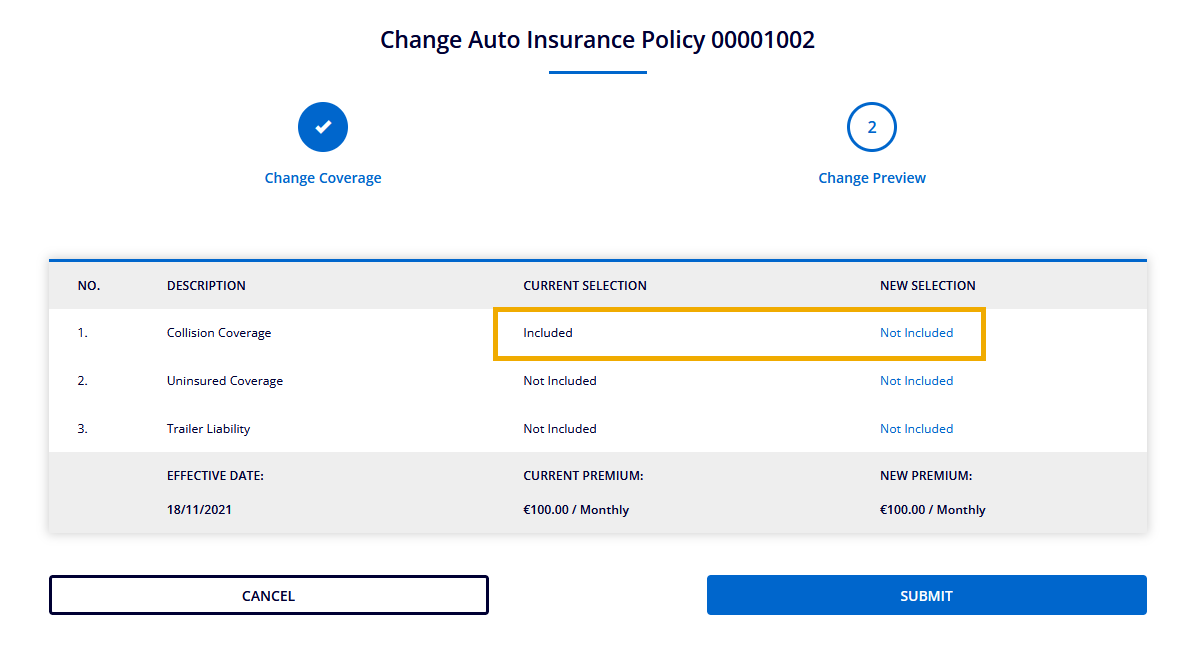 Change Auto Insurance Policy 00001002
2
Change Coverage Change Preview
NO. DESCRIPTION CURRENT SELECTION NEW SELECTION
1. Collision Coverage Included Not Included
2. Uninsured Coverage Not Included Not Included
3. Trailer Liability Not Included Not Included
EFFECTIVE DATE: CURRENT PREMIUM: NEW PREMIUM:
18/11/2021 €100.00 / Monthly €100.00 / Monthly
CANCEL SUBMIT